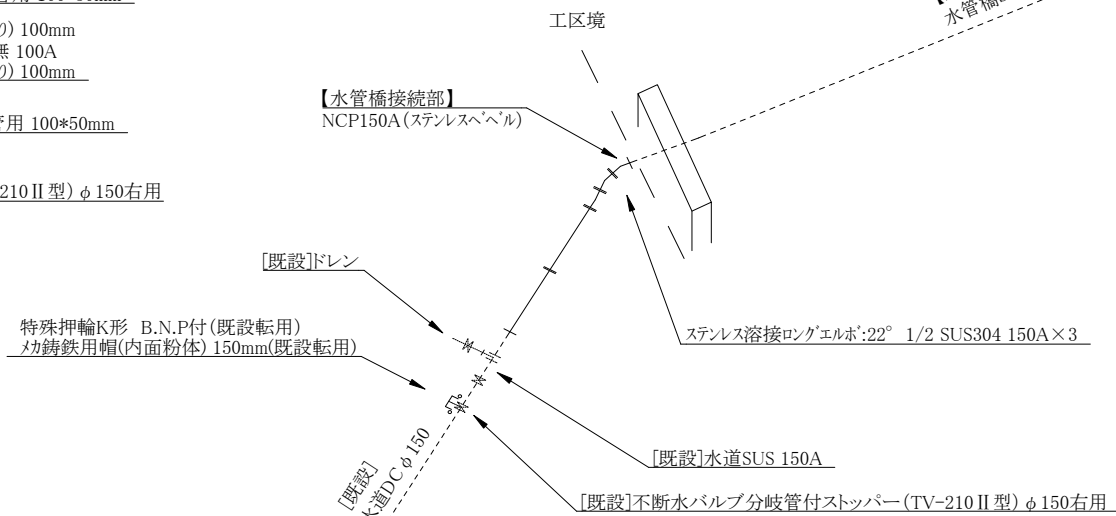 100mm
無 100A
100mm
管用 100*50mm
210Ⅱ型）φ150右用
工区境
水管橋
【水管橋接続部】
NCP150A(ステンレスベベル)
[既設]ドレン
特殊押輪K形 B.N.P付(既設転用)
メカ鋳鉄用帽(内面粉体) 150mm(既設転用)
ステンレス溶接ロングエルボ:22° 1/2 SUS304 150A×3
[既設]水道SUS 150A
[既設]
水道DCφ150
[既設]不断水バルブ分岐管付ストッパー(TV-210Ⅱ型)φ150右用